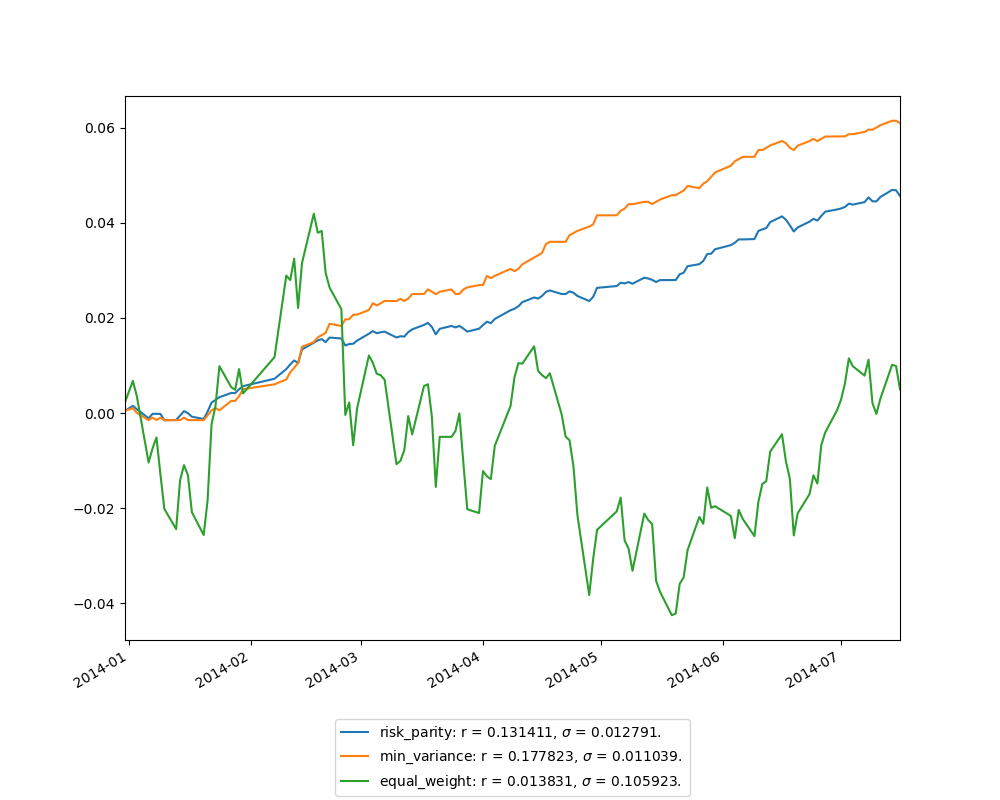 0.06
0.04
0.02
0.00
−0.02
−0.04
2014-01 2014-02 2014-03 2014-04 2014-05 2014-06 2014-07
risk_parity: r = 0.131411, σ = 0.012791.
min_variance: r = 0.177823, σ = 0.011039.
equal_weight: r = 0.013831, σ = 0.105923.